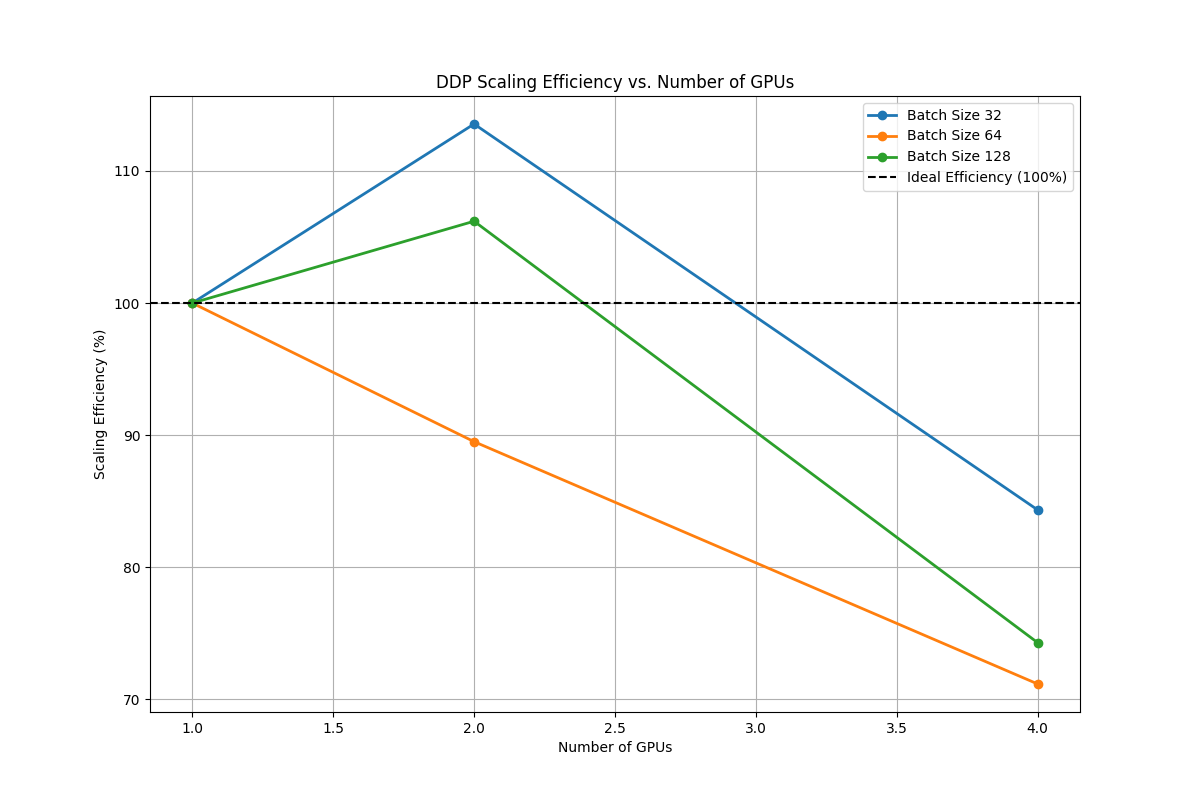 DDP Scaling Efficiency vs. Number of GPUs
Batch Size 32
Batch Size 64
Batch Size 128
Ideal Efficiency (100%)
Scaling Efficiency (%)
110
100
90
80
70
1.0 1.5 2.0 2.5 3.0 3.5 4.0
Number of GPUs